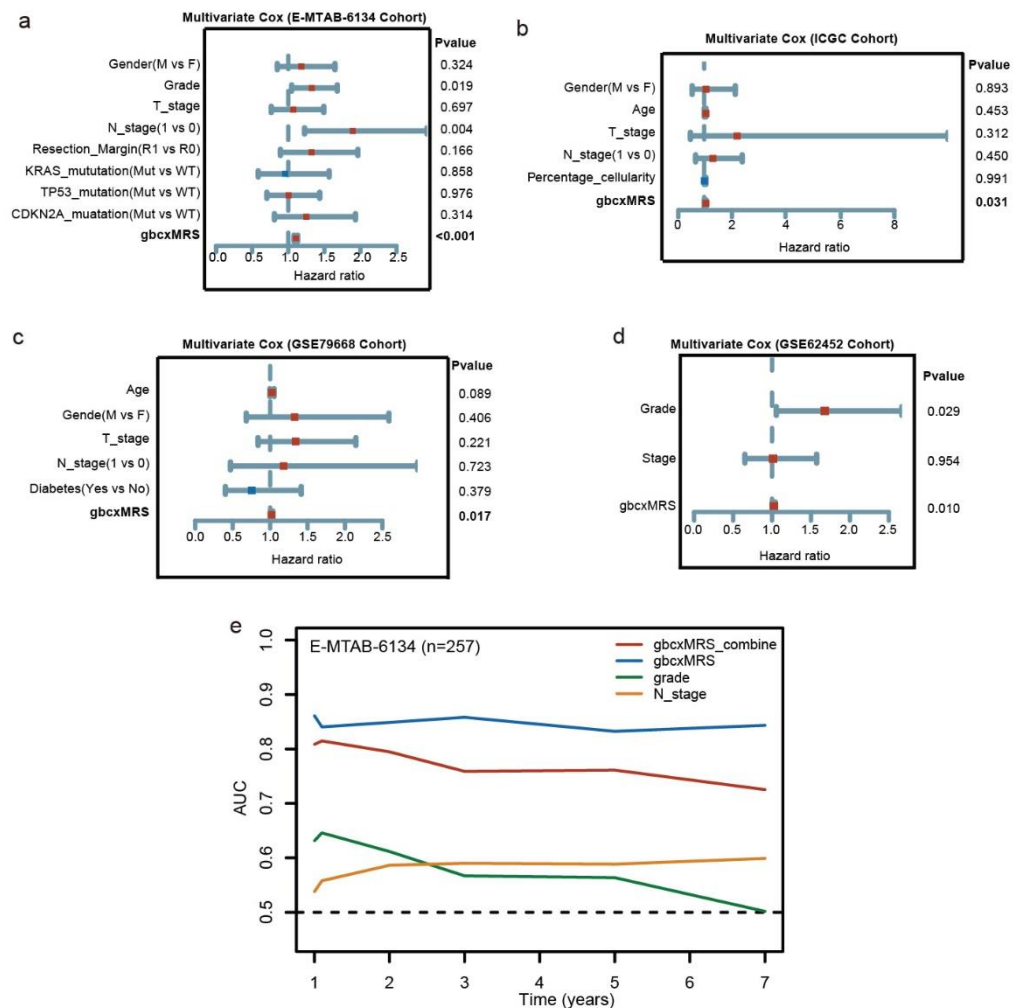 a
Multivariate Cox (E-MTAB-6134 Cohort)
Pvalue
Gender(M vs F) 0.324
Grade 0.019
T_stage 0.697
N_stage(1 vs 0) 0.004
Resection_Margin(R1 vs R0) 0.166
KRAS_mututation(Mut vs WT) 0.858
TP53_mutation(Mut vs WT) 0.976
CDKN2A_muatation(Mut vs WT) 0.314
gbcxMRS <0.001
0.0 0.5 1.0 1.5 2.0 2.5
Hazard ratio
b
Multivariate Cox (ICGC Cohort)
Pvalue
Gender(M vs F) 0.893
Age 0.453
T_stage 0.312
N_stage(1 vs 0) 0.450
Percentage_cellularity 0.991
gbcxMRS 0.031
0 2 4 6 8
Hazard ratio
c
Multivariate Cox (GSE79668 Cohort)
Pvalue
Age 0.089
Gende(M vs F) 0.406
T_stage 0.221
N_stage(1 vs 0) 0.723
Diabetes(Yes vs No) 0.379
gbcxMRS 0.017
0.0 0.5 1.0 1.5 2.0 2.5
Hazard ratio
d
Multivariate Cox (GSE62452 Cohort)
Pvalue
Grade 0.029
Stage 0.954
gbcxMRS 0.010
0.0 0.5 1.0 1.5 2.0 2.5
Hazard ratio
e
E-MTAB-6134 (n=257)
gbcxMRS_combine
gbcxMRS
grade
N_stage
AUC
1.0
0.9
0.8
0.7
0.6
0.5
1 2 3 4 5 6 7
Time (years)